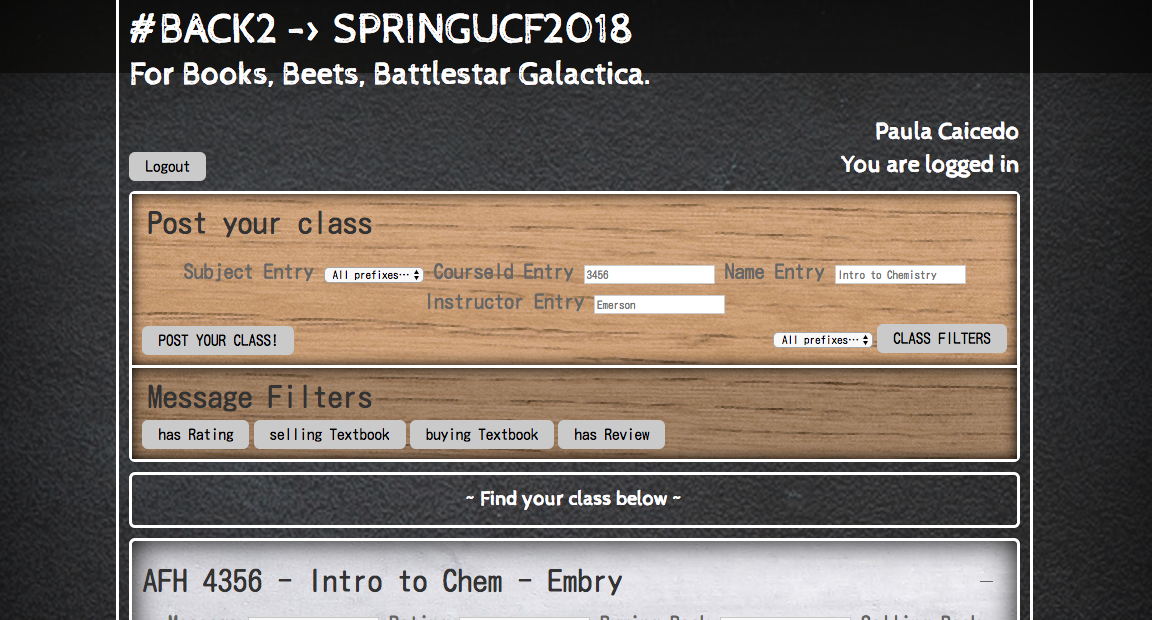 #BACK2 -> SPRINGUCF2018
For Books, Beets, Battlestar Galactica.
Paula Caicedo
Logout
You are logged in
Post your class
Subject Entry All prefixes… CourseId Entry 3456 Name Entry Intro to Chemistry
Instructor Entry Emerson
POST YOUR CLASS! All prefixes… CLASS FILTERS
Message Filters
has Rating selling Textbook buying Textbook has Review
~ Find your class below ~
AFH 4356 - Intro to Chem - Embry